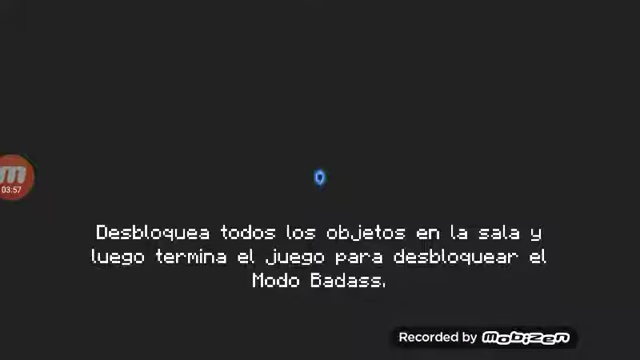 03:57
Desbloquea todos los objetos en la sala y
luego termina el juego para desbloquear el
Modo Badass.
Recorded by Mobizen